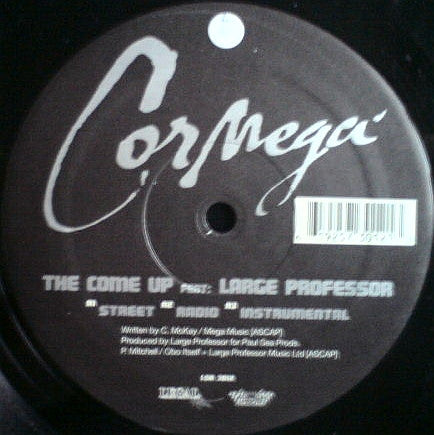 Cormega
THE COME UP FEAT: LARGE PROFESSOR
A1 STREET A2 RADIO A3 INSTRUMENTAL
Written by C. McKay / Mega Music [ASCAP]
Produced by Large Professor for Paul Sea Prods.
P. Mitchell / Obo Itself + Large Professor Music Ltd [ASCAP]
LEGAL